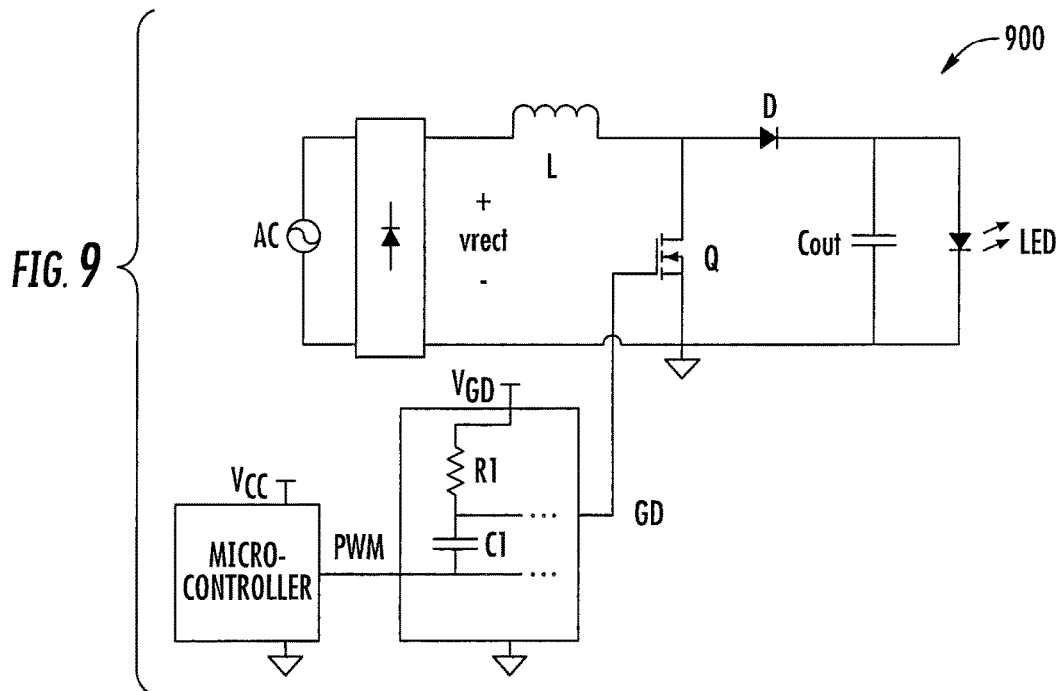 FIG. 9
900
AC
+
vrect
-
L
D
Q
Cout
LED
VGD
R1
C1
...
...
GD
VCC
PWM
MICRO-
CONTROLLER